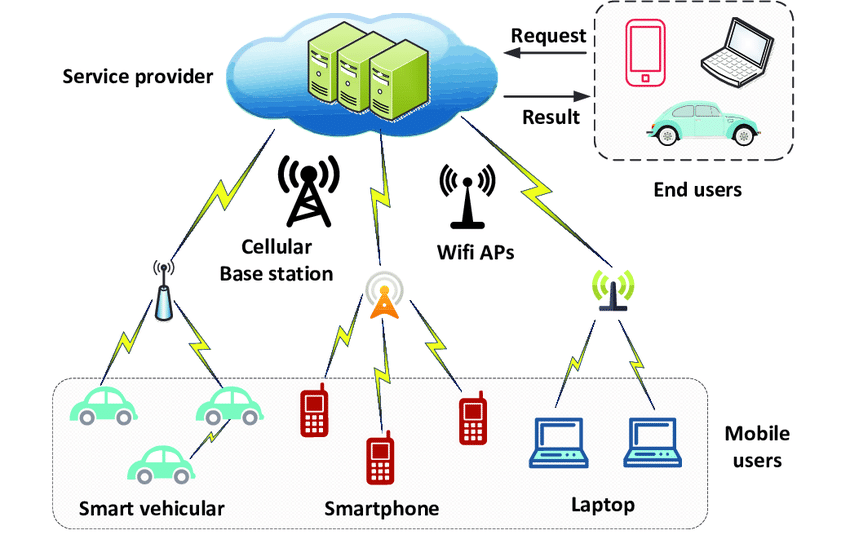 Request
Service provider
Result
End users
Cellular
Base station
Wifi APs
Mobile
users
Smart vehicular
Smartphone
Laptop